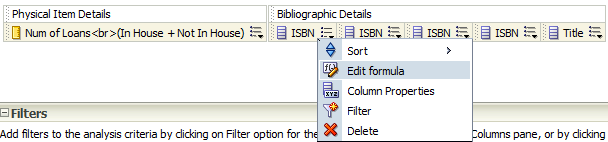 Physical Item Details
Bibliographic Details
Num of Loans<br>(In House + Not In House)
ISBN
ISBN
ISBN
ISBN
Title
Sort
Edit formula
Column Properties
Filter
Delete
Filters
Add filters to the analysis criteria by clicking on Filter option for the Columns pane, or by clicking